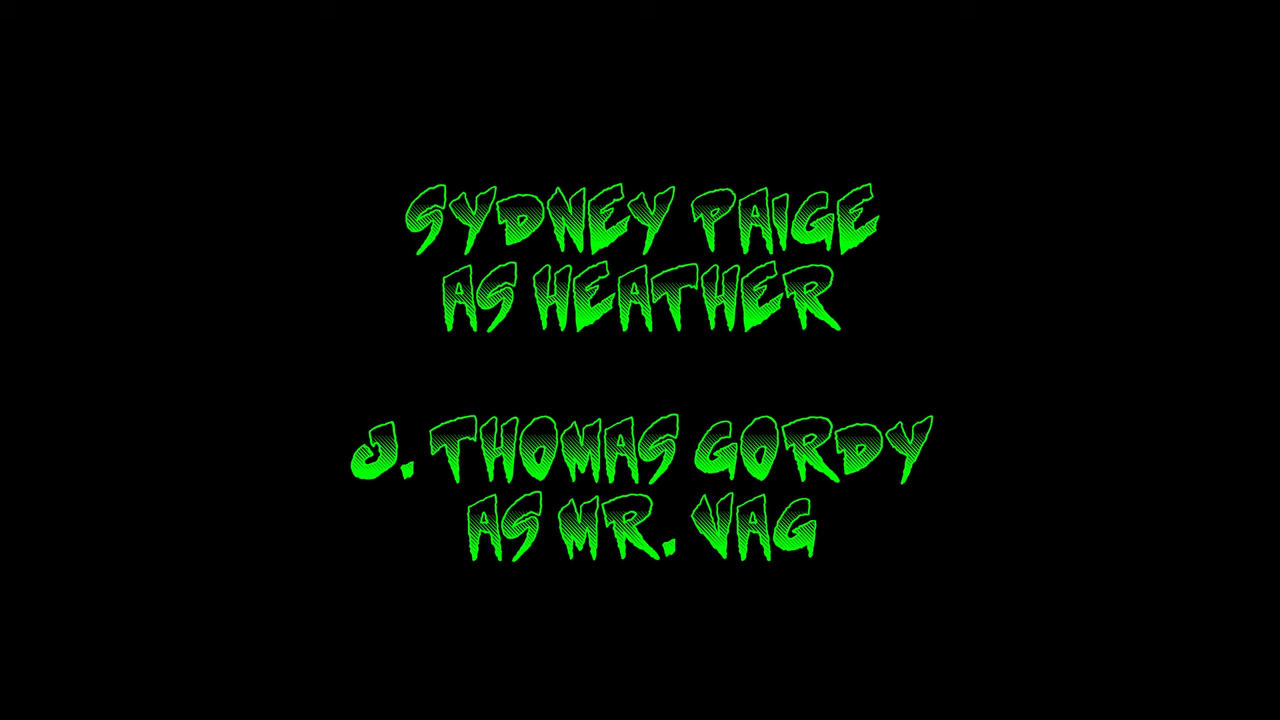 SYDNEY PAIGE
AS HEATHER
J. THOMAS GORDY
AS MR. VAG